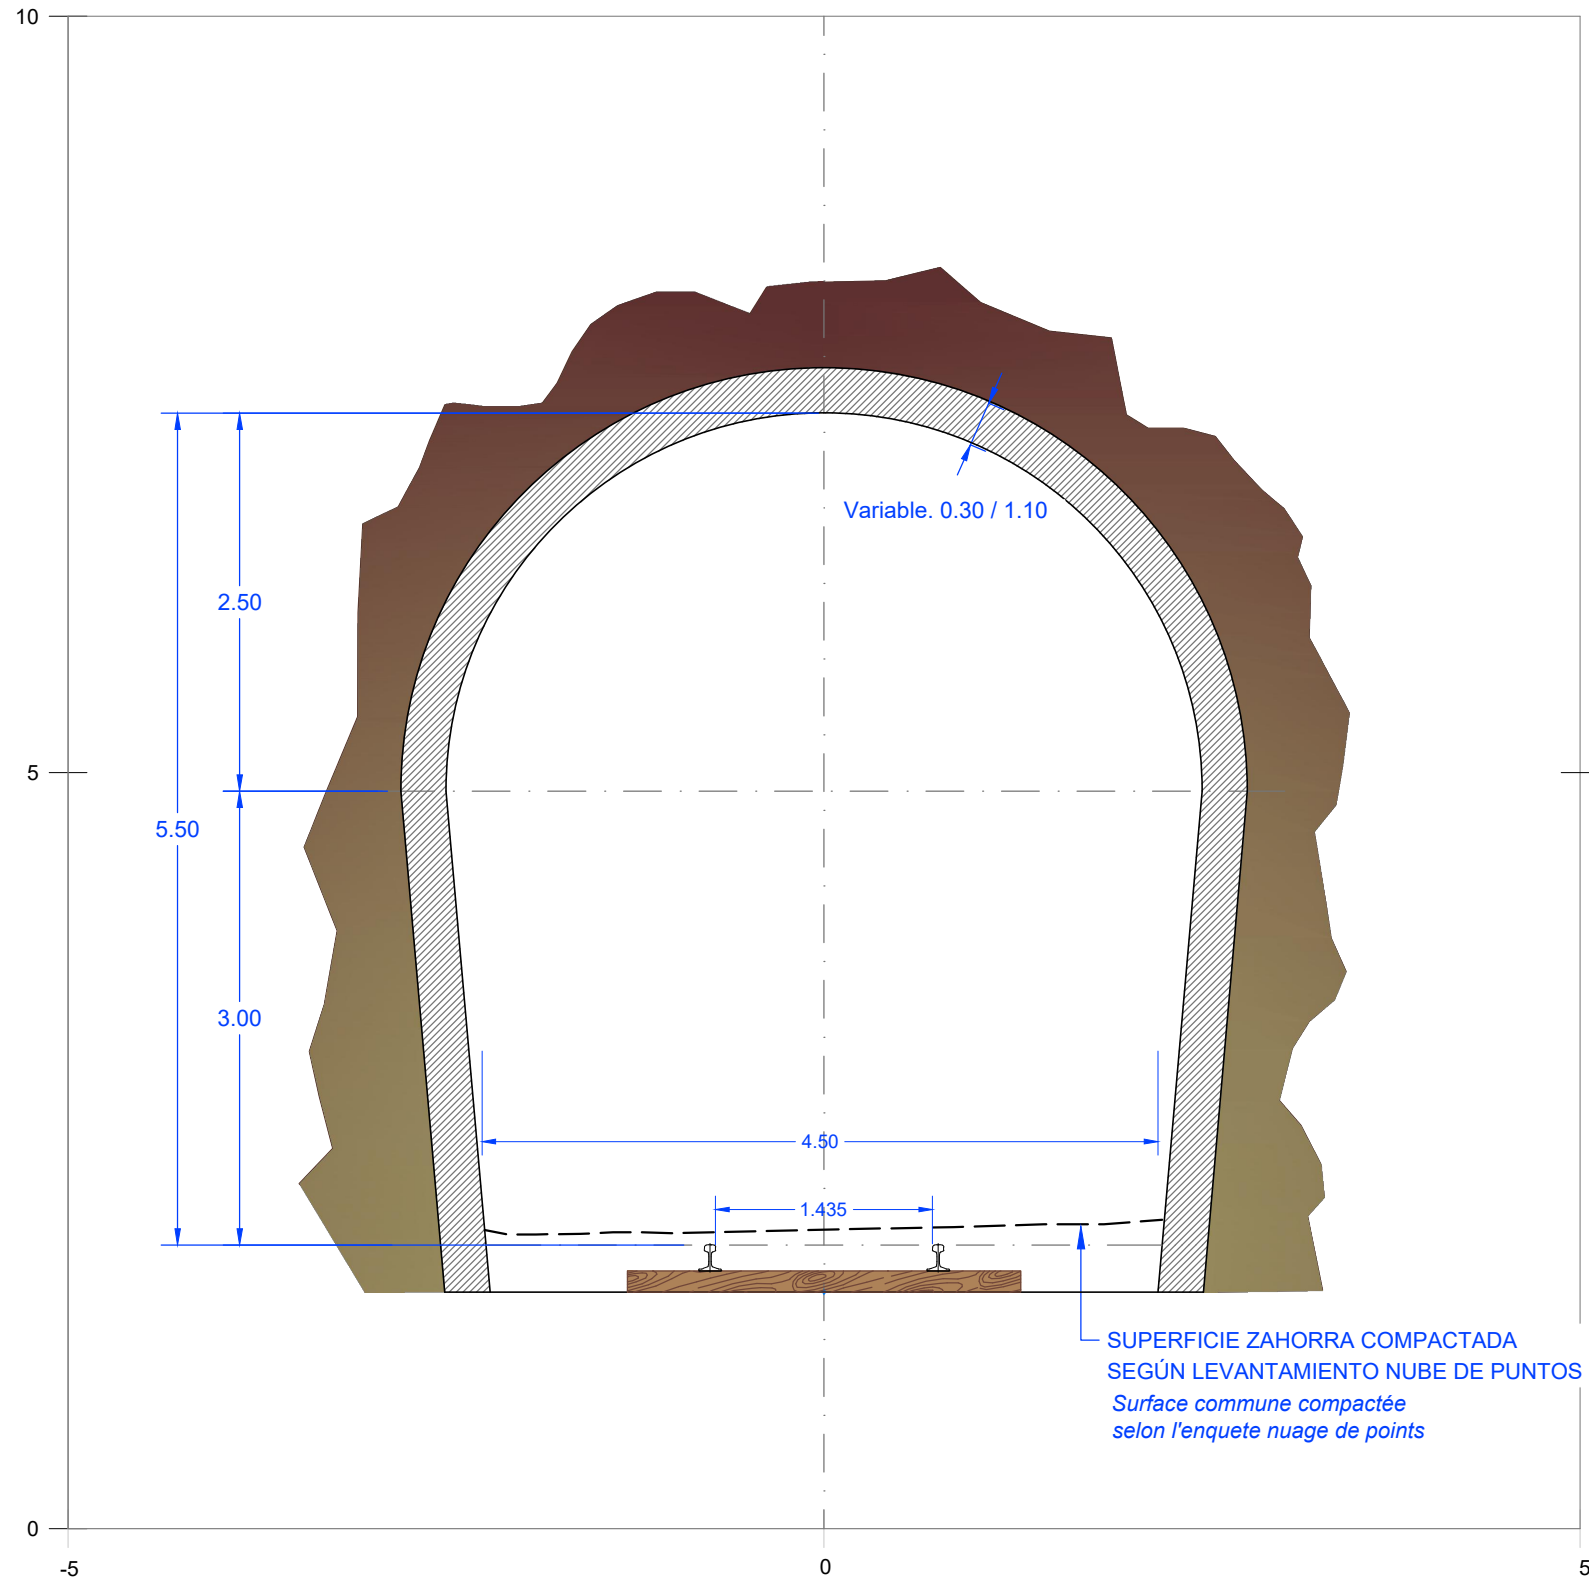 10
Variable. 0.30 / 1.10
2.50
5
5.50
3.00
4.50
1.435
SUPERFICIE ZAHORRA COMPACTADA
SEGÚN LEVANTAMIENTO NUBE DE PUNTOS
Surface commune compactée
selon l'enquete nuage de points
0
-5
0
5